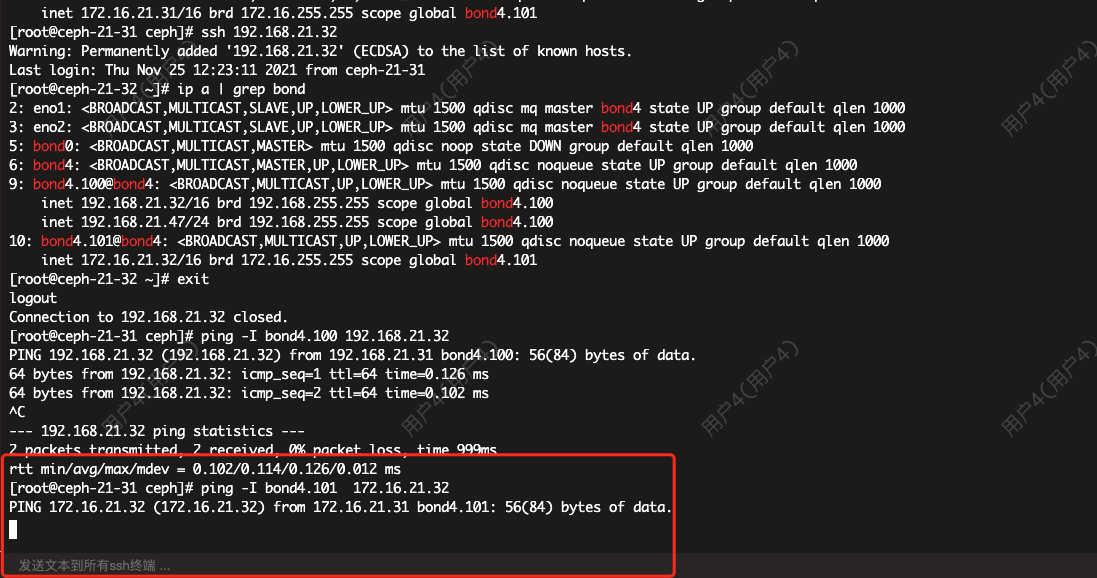 inet 172.16.21.31/16 brd 172.16.255.255 scope global bond4.101
[root@ceph-21-31 ceph]# ssh 192.168.21.32
Warning: Permanently added '192.168.21.32' (ECDSA) to the list of known hosts.
Last login: Thu Nov 25 12:23:11 2021 from ceph-21-31
[root@ceph-21-32 ~]# ip a | grep bond
2: eno1: <BROADCAST,MULTICAST,SLAVE,UP,LOWER_UP> mtu 1500 qdisc mq master bond4 state UP group default qlen 1000
3: eno2: <BROADCAST,MULTICAST,SLAVE,UP,LOWER_UP> mtu 1500 qdisc mq master bond4 state UP group default qlen 1000
5: bond0: <BROADCAST,MULTICAST,MASTER> mtu 1500 qdisc noop state DOWN group default qlen 1000
6: bond4: <BROADCAST,MULTICAST,MASTER,UP,LOWER_UP> mtu 1500 qdisc noqueue state UP group default qlen 1000
9: bond4.100@bond4: <BROADCAST,MULTICAST,UP,LOWER_UP> mtu 1500 qdisc noqueue state UP group default qlen 1000
    inet 192.168.21.32/16 brd 192.168.255.255 scope global bond4.100
    inet 192.168.21.47/24 brd 192.168.255.255 scope global bond4.100
10: bond4.101@bond4: <BROADCAST,MULTICAST,UP,LOWER_UP> mtu 1500 qdisc noqueue state UP group default qlen 1000
    inet 172.16.21.32/16 brd 172.16.255.255 scope global bond4.101
[root@ceph-21-32 ~]# exit
logout
Connection to 192.168.21.32 closed.
[root@ceph-21-31 ceph]# ping -I bond4.100 192.168.21.32
PING 192.168.21.32 (192.168.21.32) from 192.168.21.31 bond4.100: 56(84) bytes of data.
64 bytes from 192.168.21.32: icmp_seq=1 ttl=64 time=0.126 ms
64 bytes from 192.168.21.32: icmp_seq=2 ttl=64 time=0.102 ms
^C
--- 192.168.21.32 ping statistics ---
2 packets transmitted, 2 received, 0% packet loss, time 999ms
rtt min/avg/max/mdev = 0.102/0.114/0.126/0.012 ms
[root@ceph-21-31 ceph]# ping -I bond4.101  172.16.21.32
PING 172.16.21.32 (172.16.21.32) from 172.16.21.31 bond4.101: 56(84) bytes of data.
发送文本到所有ssh终端 ...
用户4(用户4)
用户4(用户4)
用户4(用户4)
用户4(用户4)
用户4(用户4)
用户4(用户4)
用户4(用户4)
用户4(用户4)